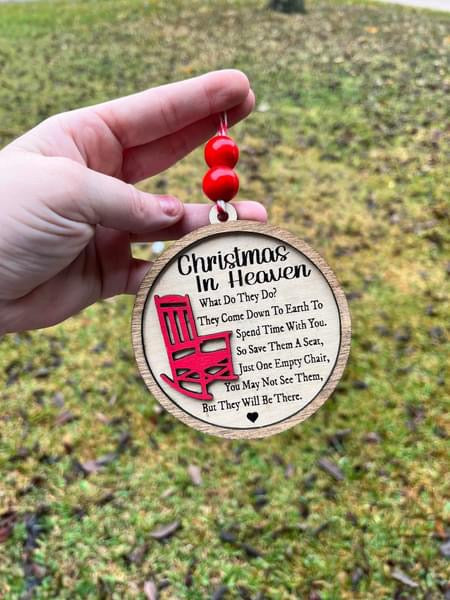 Christmas
In Heaven
What Do They Do?
They Come Down To Earth To
Spend Time With You.
So Save Them A Seat,
Just One Empty Chair,
You May Not See Them,
But They Will Be There.